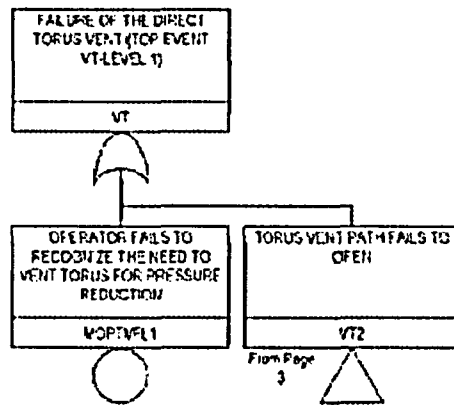 FAILURE OF THE DIRECT
TORUS VENT (TOP EVENT
VT-LEVEL 1)
VT
OPERATOR FAILS TO
RECOGNIZE THE NEED TO
VENT TORUS FOR PRESSURE
REDUCTION
TORUS VENT PATH FAILS TO
OPEN
VT2
From Page
3